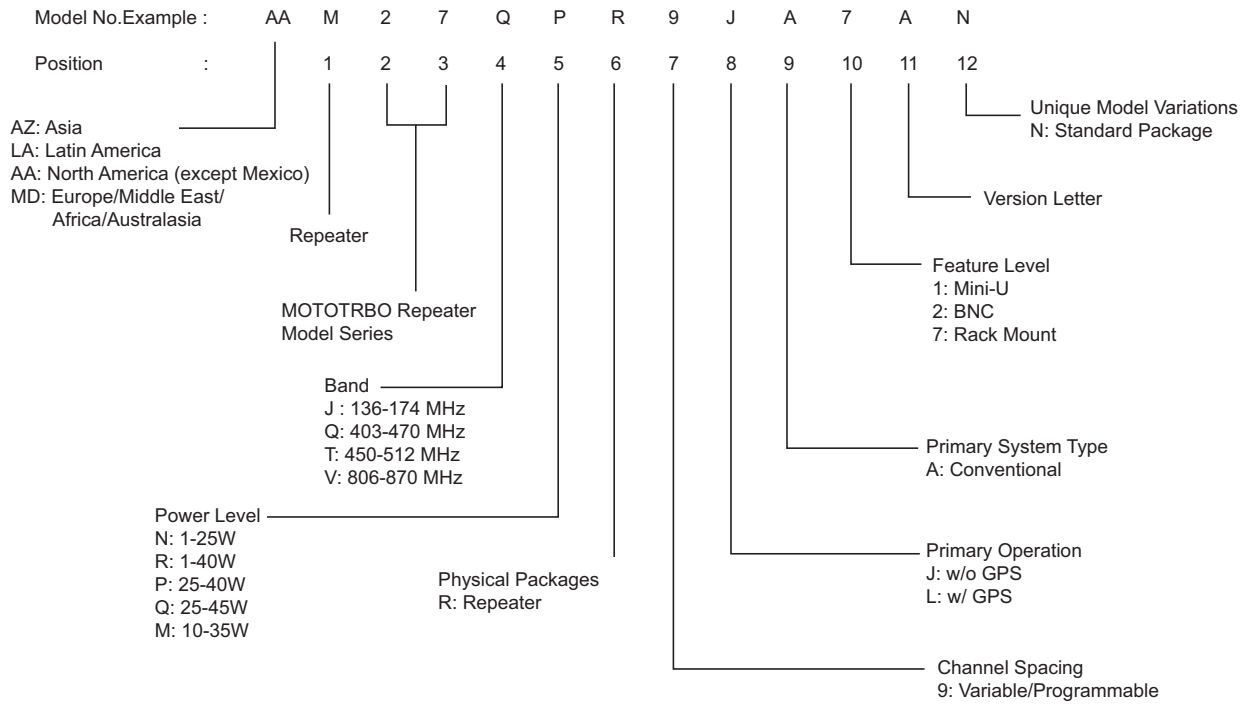 Model No.Example : AA M 2 7 Q P R 9 J A 7 A N
Position : 1 2 3 4 5 6 7 8 9 10 11 12
AZ: Asia
LA: Latin America
AA: North America (except Mexico)
MD: Europe/Middle East/
Africa/Australasia
Repeater
MOTOTRBO Repeater
Model Series
Band
J : 136-174 MHz
Q: 403-470 MHz
T: 450-512 MHz
V: 806-870 MHz
Power Level
N: 1-25W
R: 1-40W
P: 25-40W
Q: 25-45W
M: 10-35W
Physical Packages
R: Repeater
Unique Model Variations
N: Standard Package
Version Letter
Feature Level
1: Mini-U
2: BNC
7: Rack Mount
Primary System Type
A: Conventional
Primary Operation
J: w/o GPS
L: w/ GPS
Channel Spacing
9: Variable/Programmable